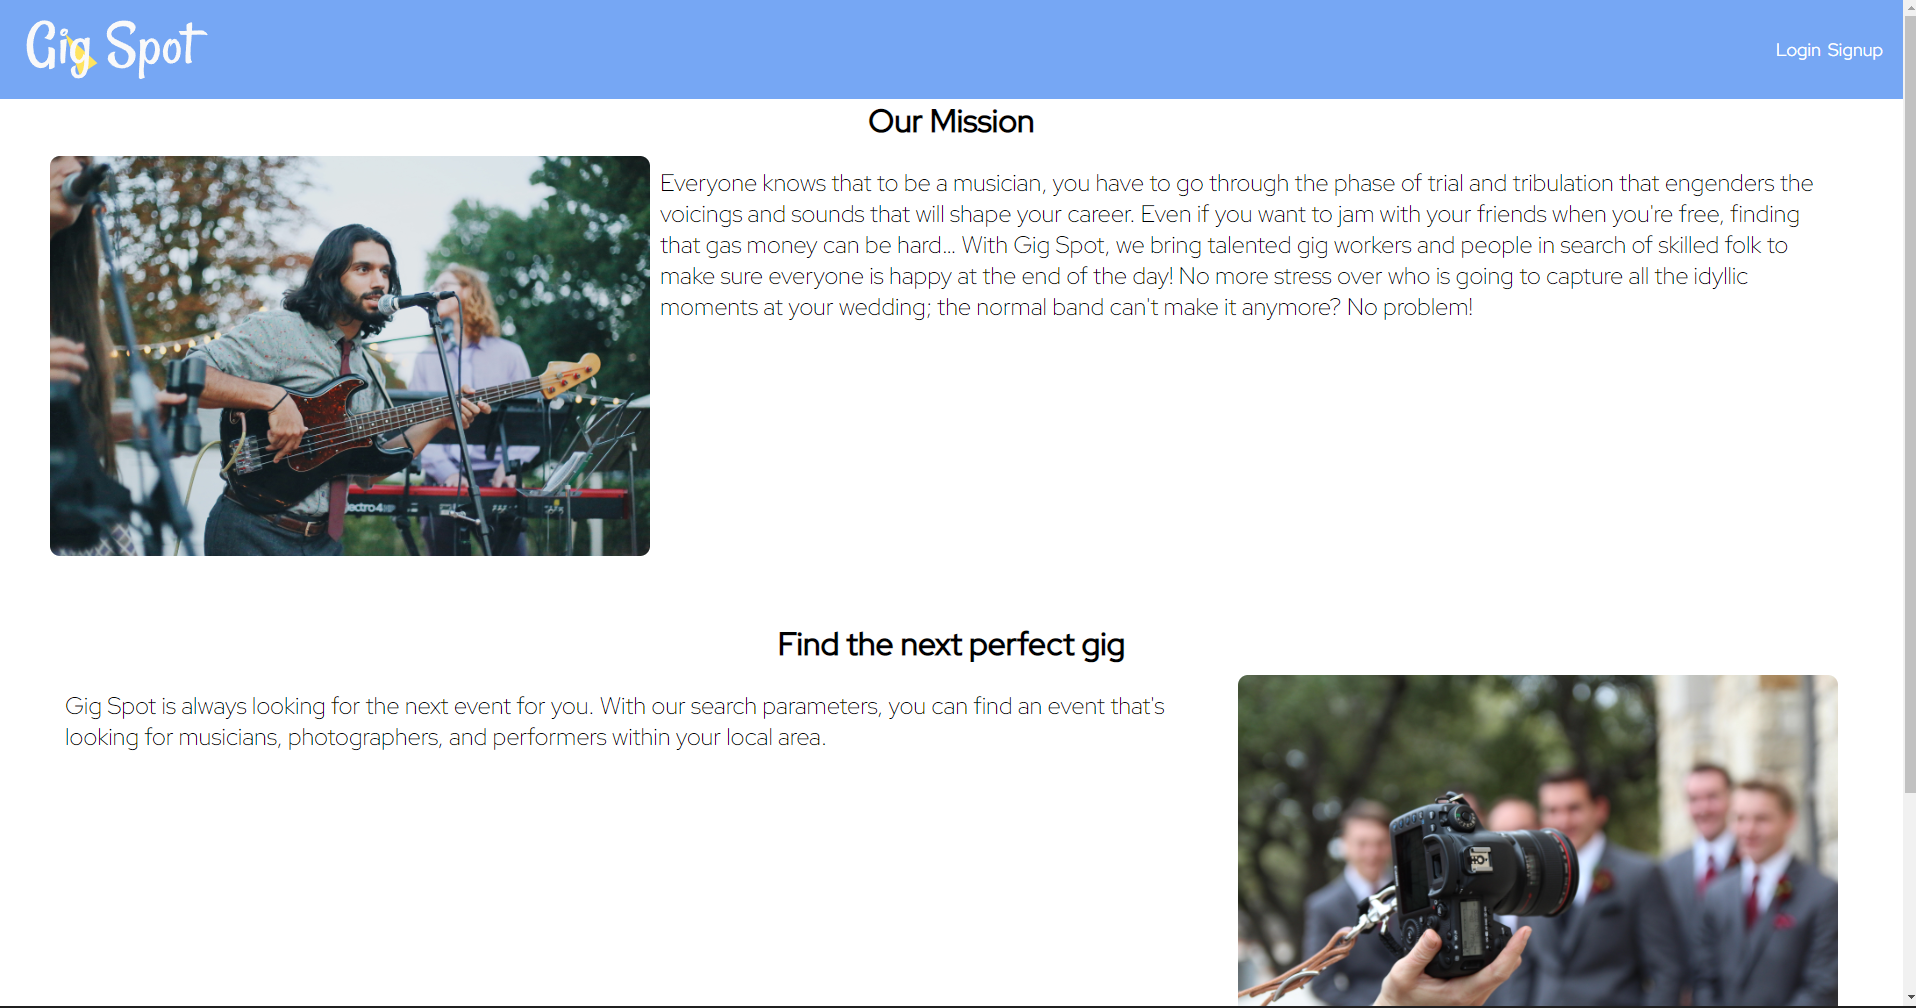 Gig Spot
Login Signup
Our Mission
Everyone knows that to be a musician, you have to go through the phase of trial and tribulation that engenders the
voicings and sounds that will shape your career. Even if you want to jam with your friends when you're free, finding
that gas money can be hard... With Gig Spot, we bring talented gig workers and people in search of skilled folk to
make sure everyone is happy at the end of the day! No more stress over who is going to capture all the idyllic
moments at your wedding; the normal band can't make it anymore? No problem!
ectro4
Find the next perfect gig
Gig Spot is always looking for the next event for you. With our search parameters, you can find an event that's
looking for musicians, photographers, and performers within your local area.